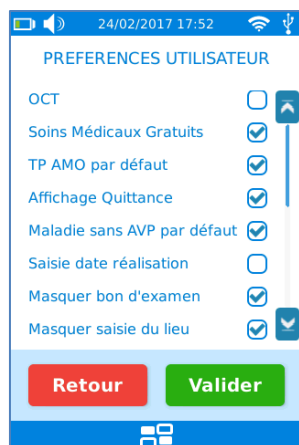 24/02/2017 17:52
PREFERENCES UTILISATEUR
OCT
Soins Médicaux Gratuits
TP AMO par défaut
Affichage Quittance
Maladie sans AVP par défaut
Saisie date réalisation
Masquer bon d'examen
Masquer saisie du lieu
Retour Valider